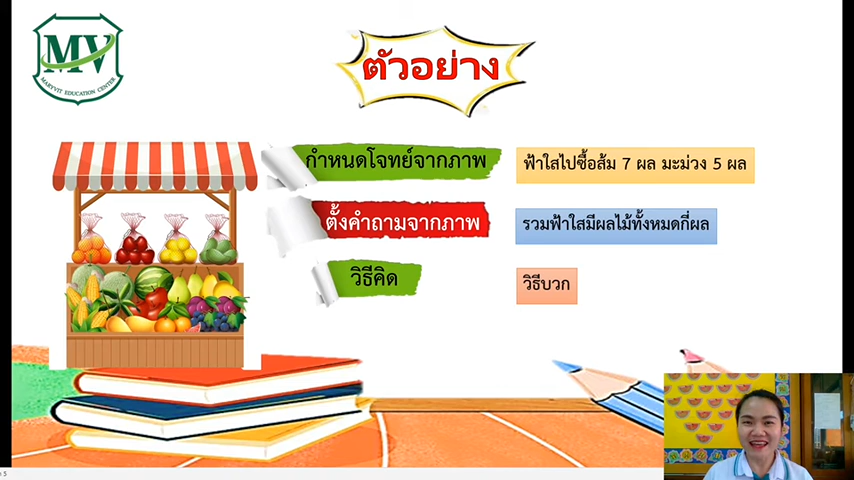 MV
MARYVIT EDUCATION CENTER
ตัวอย่าง
กำหนดโจทย์จากภาพ
ฟ้าใสไปซื้อส้ม 7 ผล มะม่วง 5 ผล
ตั้งคำถามจากภาพ
รวมฟ้าใสมีผลไม้ทั้งหมดกี่ผล
วิธีคิด
วิธีบวก